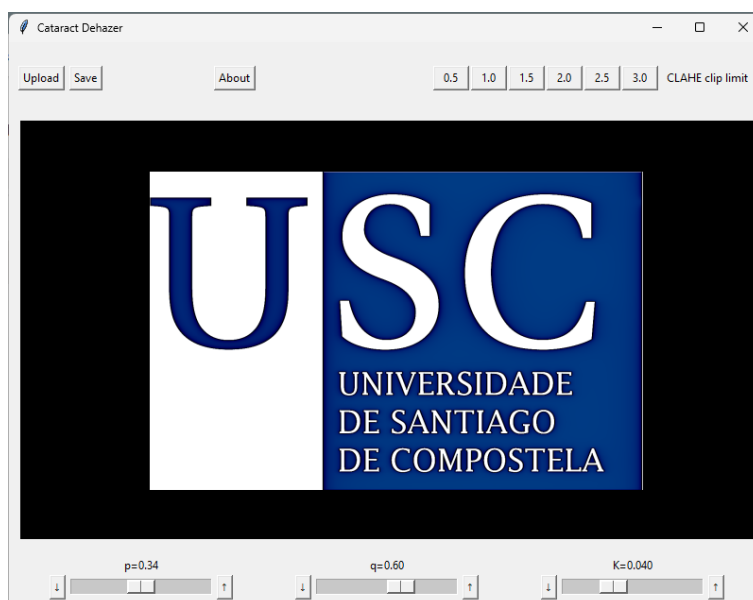 Cataract Dehazer
Upload Save About 0.5 1.0 1.5 2.0 2.5 3.0 CLAHE clip limit
USC
UNIVERSIDADE
DE SANTIAGO
DE COMPOSTELA
p=0.34 q=0.60 K=0.040
↓ ↑ ↓ ↑ ↓ ↑